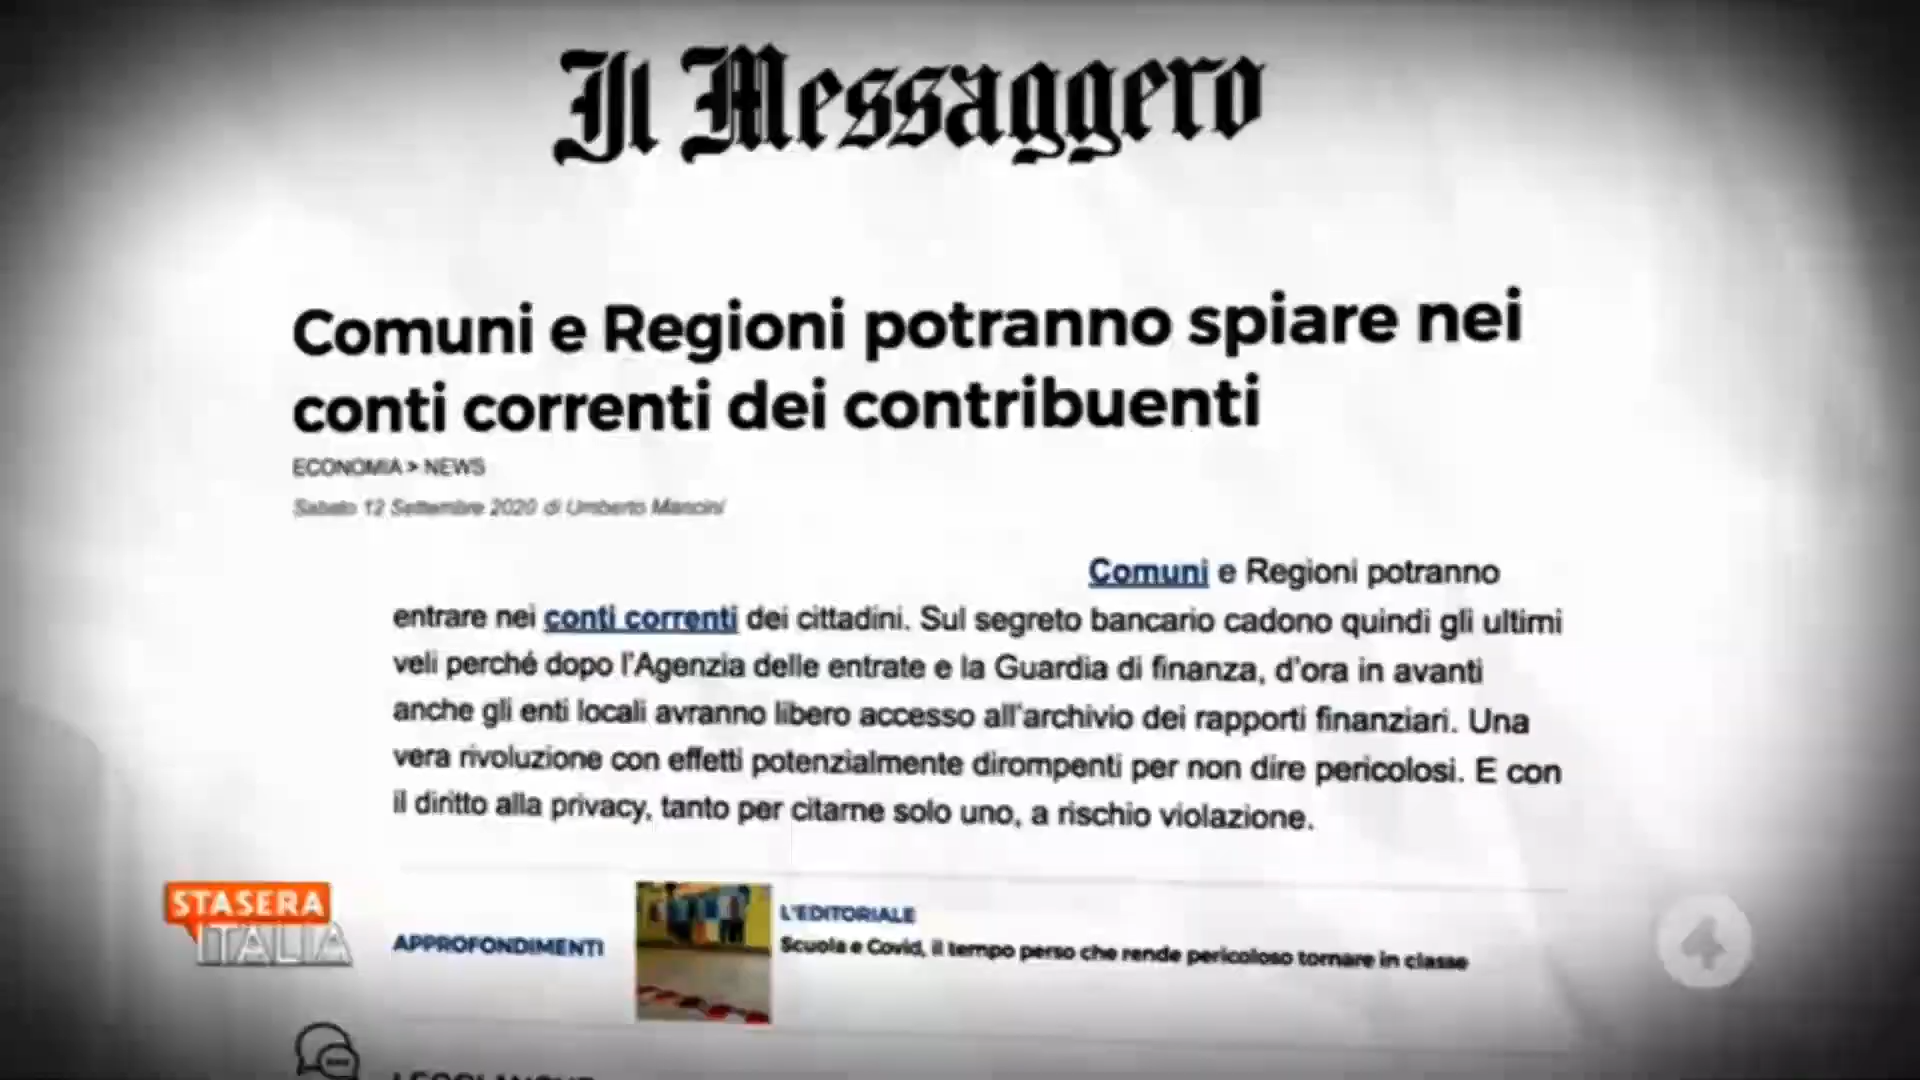 Il Messaggero
Comuni e Regioni potranno spiare nei
conti correnti dei contribuenti
ECONOMIA > NEWS
Sabato 12 Settembre 2020 di Umberto Mancini
Comuni e Regioni potranno
entrare nei conti correnti dei cittadini. Sul segreto bancario cadono quindi gli ultimi
veli perché dopo l'Agenzia delle entrate e la Guardia di finanza, d'ora in avanti
anche gli enti locali avranno libero accesso all'archivio dei rapporti finanziari. Una
vera rivoluzione con effetti potenzialmente dirompenti per non dire pericolosi. E con
il diritto alla privacy, tanto per citarne solo uno, a rischio violazione.
STASERA
ITALIA
APPROFONDIMENTI
L'EDITORIALE
Scuola e Covid, il tempo perso che rende pericoloso tornare in classe
4